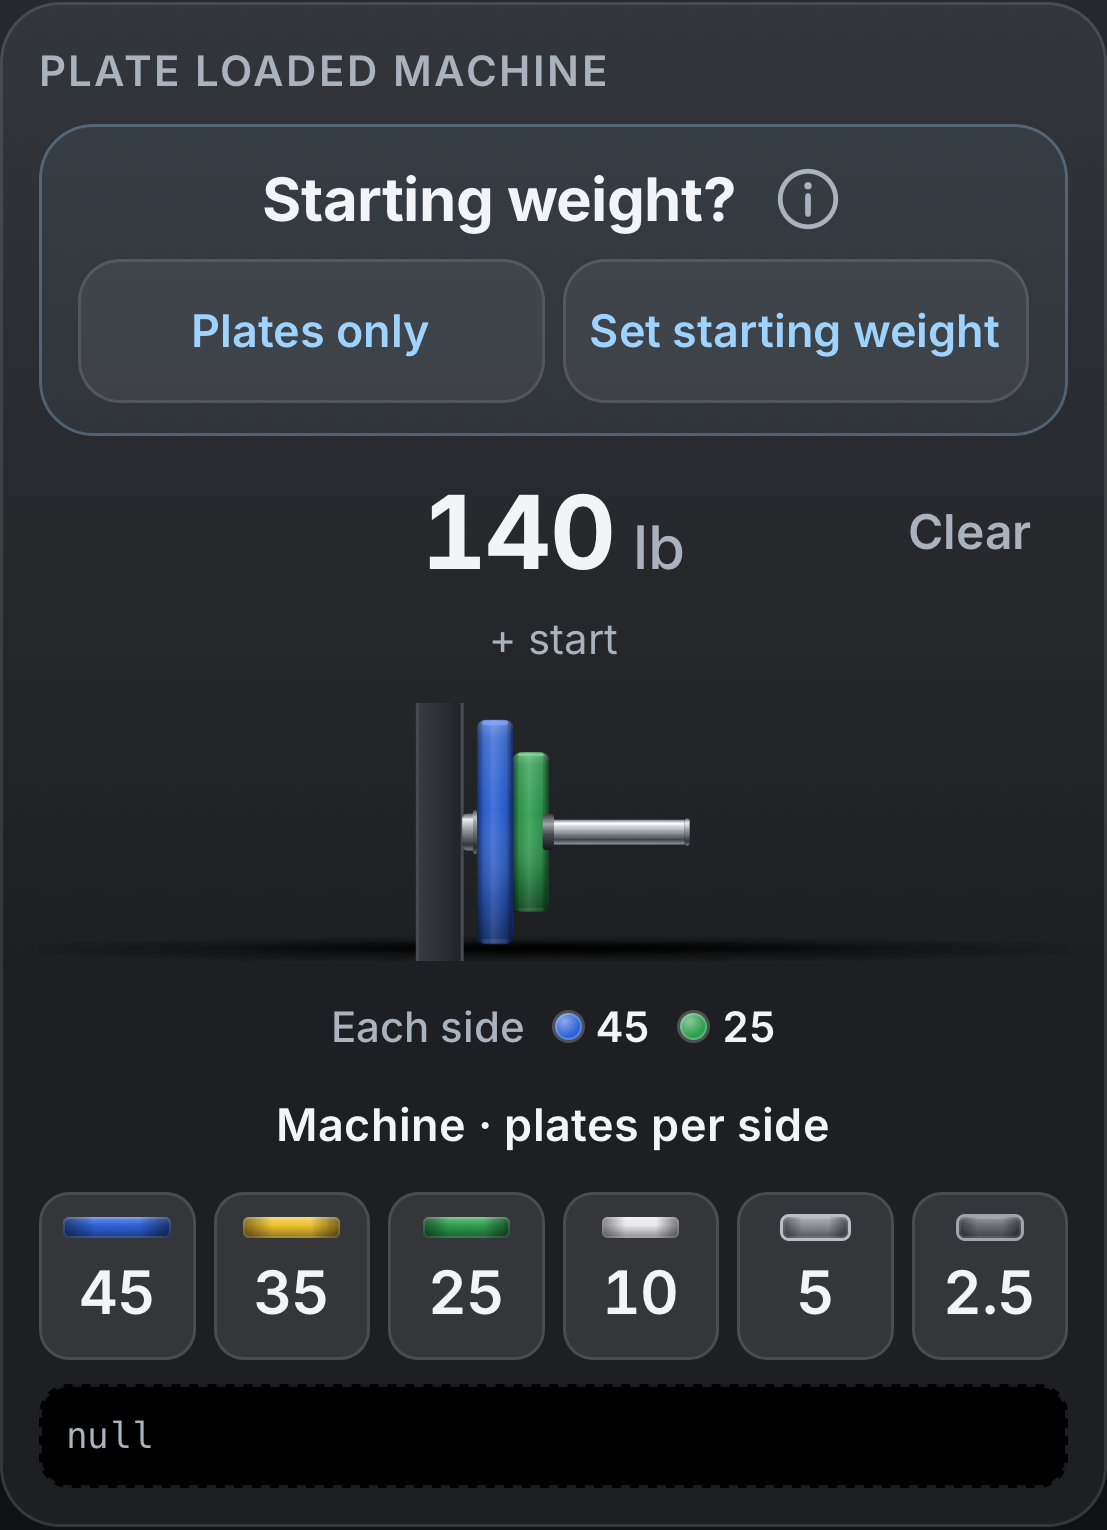 PLATE LOADED MACHINE
Starting weight?
Plates only
Set starting weight
140 lb
Clear
+ start
Each side 45 25
Machine · plates per side
45 35 25 10 5 2.5
null